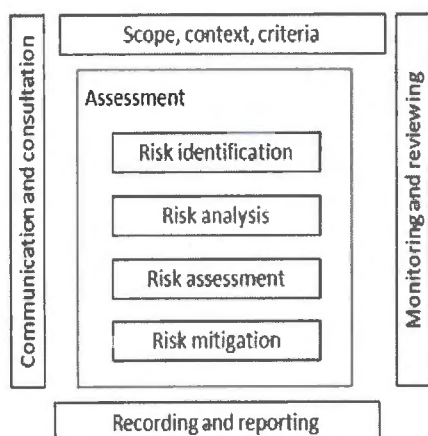 Scope, context, criteria
Communication and consultation
Assessment
Risk identification
Risk analysis
Risk assessment
Risk mitigation
Monitoring and reviewing
Recording and reporting